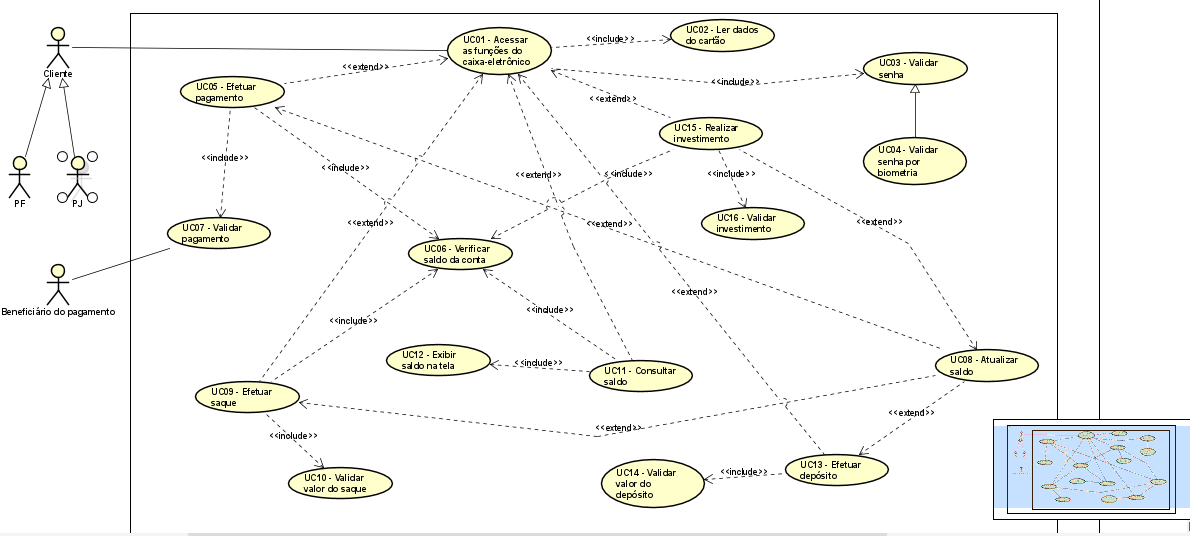 UC01 - Acessar
as funções do
caixa-eletrônico
<<include>>
UC02 - Ler dados
do cartão
Cliente
<<extend>>
<<include>>
UC03 - Validar
senha
UC05 - Efetuar
pagamento
<<extend>>
UC15 - Realizar
investimento
UC04 - Validar
senha por
biometria
<<include>>
<<include>>
<<extend>>
<<include>>
<<include>>
PF
PJ
UC07 - Validar
pagamento
<<extend>>
<<extend>>
UC16 - Validar
investimento
<<extend>>
UC06 - Verificar
saldo da conta
Beneficiário do pagamento
<<extend>>
<<include>>
<<include>>
UC12 - Exibir
saldo na tela
<<include>>
UC11 - Consultar
saldo
UC08 - Atualizar
saldo
UC09 - Efetuar
saque
<<extend>>
<<include>>
<<extend>>
UC10 - Validar
valor do saque
UC14 - Validar
valor do
depósito
<<include>>
UC13 - Efetuar
depósito